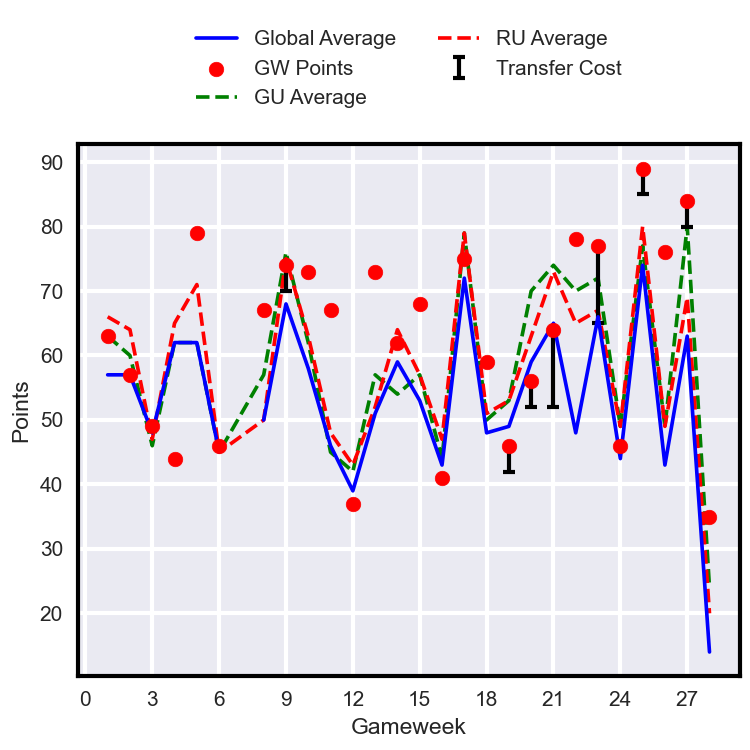 Global Average
RU Average
GW Points
Transfer Cost
GU Average
90
80
70
60
50
40
30
20
Points
0 3 6 9 12 15 18 21 24 27
Gameweek